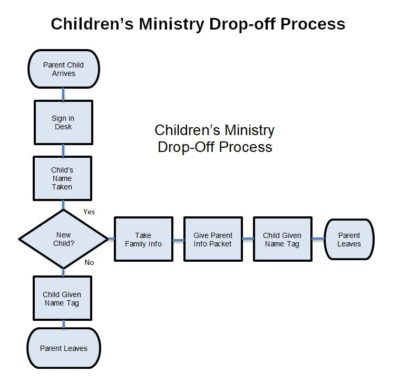 Children's Ministry Drop-off Process
Parent Child
Arrives
Sign in
Desk
Children's Ministry
Drop-Off Process
Child's
Name
Taken
Yes
New
Child?
Take
Family Info
Give Parent
Info Packet
Child Given
Name Tag
Parent
Leaves
No
Child Given
Name Tag
Parent Leaves